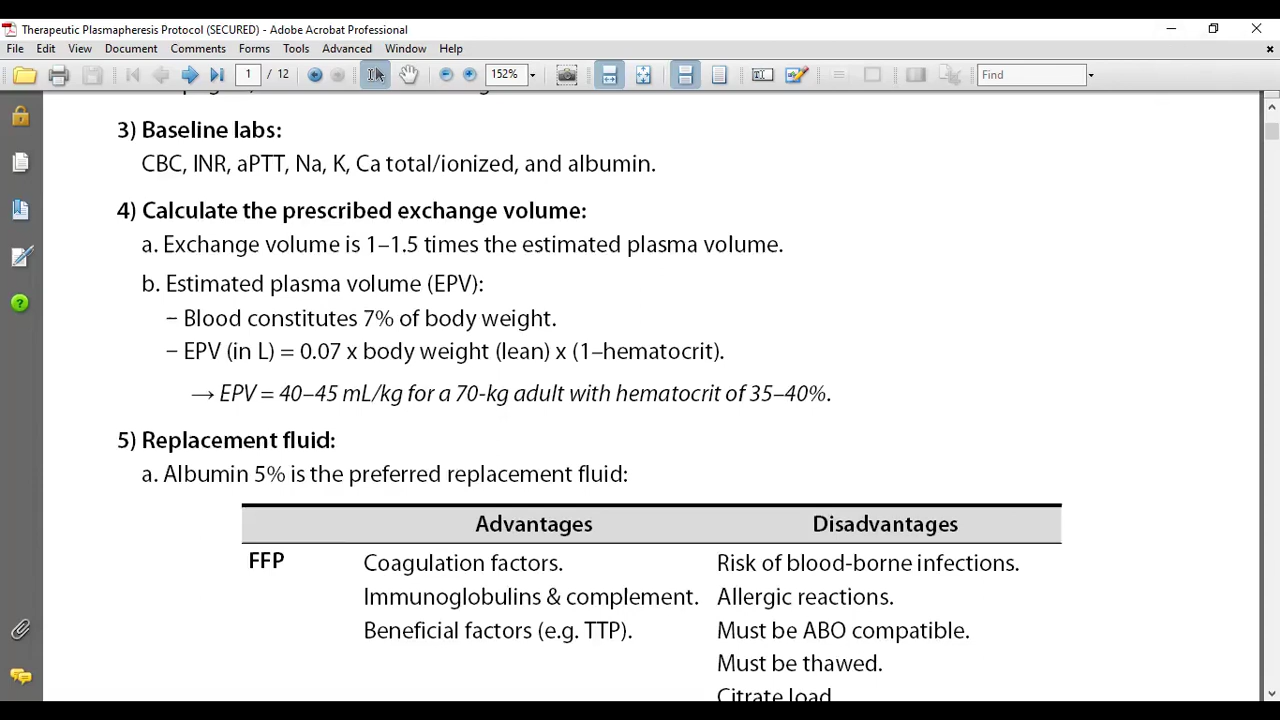 Therapeutic Plasmapheresis Protocol (SECURED) - Adobe Acrobat Professional
File Edit View Document Comments Forms Tools Advanced Window Help
1 / 12 152% Find
3) Baseline labs:
CBC, INR, aPTT, Na, K, Ca total/ionized, and albumin.
4) Calculate the prescribed exchange volume:
a. Exchange volume is 1–1.5 times the estimated plasma volume.
b. Estimated plasma volume (EPV):
– Blood constitutes 7% of body weight.
– EPV (in L) = 0.07 x body weight (lean) x (1–hematocrit).
→ EPV = 40–45 mL/kg for a 70-kg adult with hematocrit of 35–40%.
5) Replacement fluid:
a. Albumin 5% is the preferred replacement fluid:
Advantages Disadvantages
FFP Coagulation factors. Risk of blood-borne infections.
Immunoglobulins & complement. Allergic reactions.
Beneficial factors (e.g. TTP). Must be ABO compatible.
Must be thawed.
Citrate load